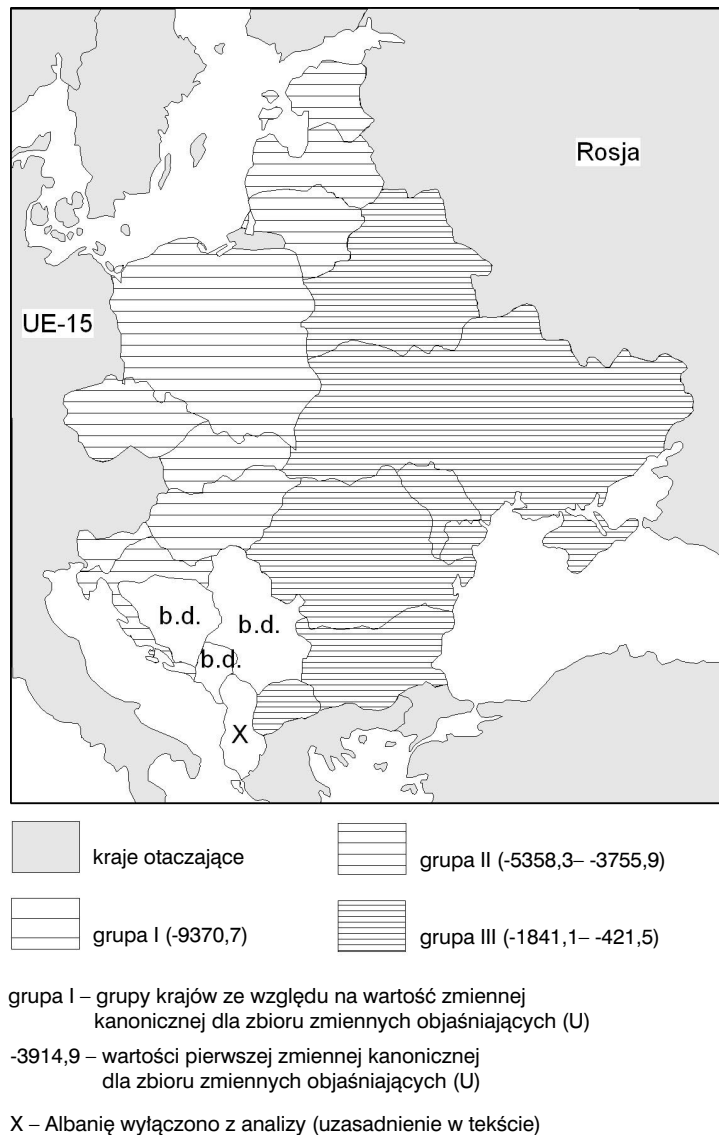 Rosja
UE-15
b.d.
b.d.
b.d.
X
kraje otaczające
grupa II (-5358,3– -3755,9)
grupa I (-9370,7)
grupa III (-1841,1– -421,5)
grupa I – grupy krajów ze względu na wartość zmiennej
kanonicznej dla zbioru zmiennych objaśniających (U)
-3914,9 – wartości pierwszej zmiennej kanonicznej
dla zbioru zmiennych objaśniających (U)
X – Albanię wyłączono z analizy (uzasadnienie w tekście)